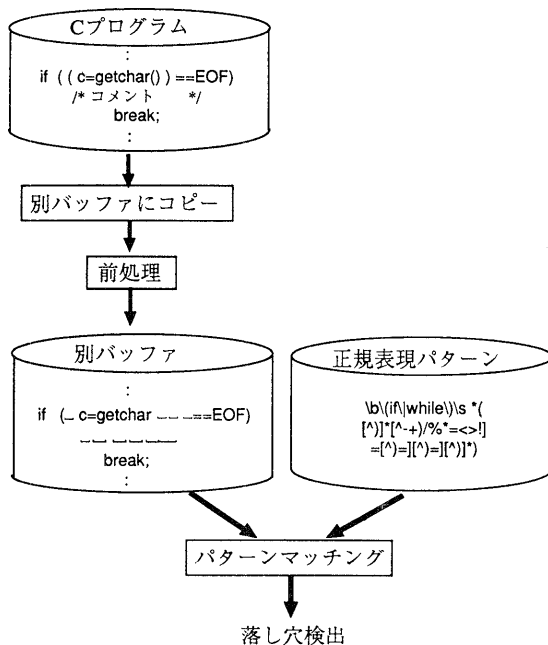 Cプログラム
:
if ( ( c=getchar() ) ==EOF)
/* コメント */
break;
:
別バッファにコピー
前処理
別バッファ
:
if (_ c=getchar _ _ _==EOF)
_ _ _ _ _ _
break;
:
正規表現パターン
\b\(if\|while\)\s *(
[^)]*[^-+)/%*=<>!]
=[^)=][^)=][^)]*)
パターンマッチング
落し穴検出